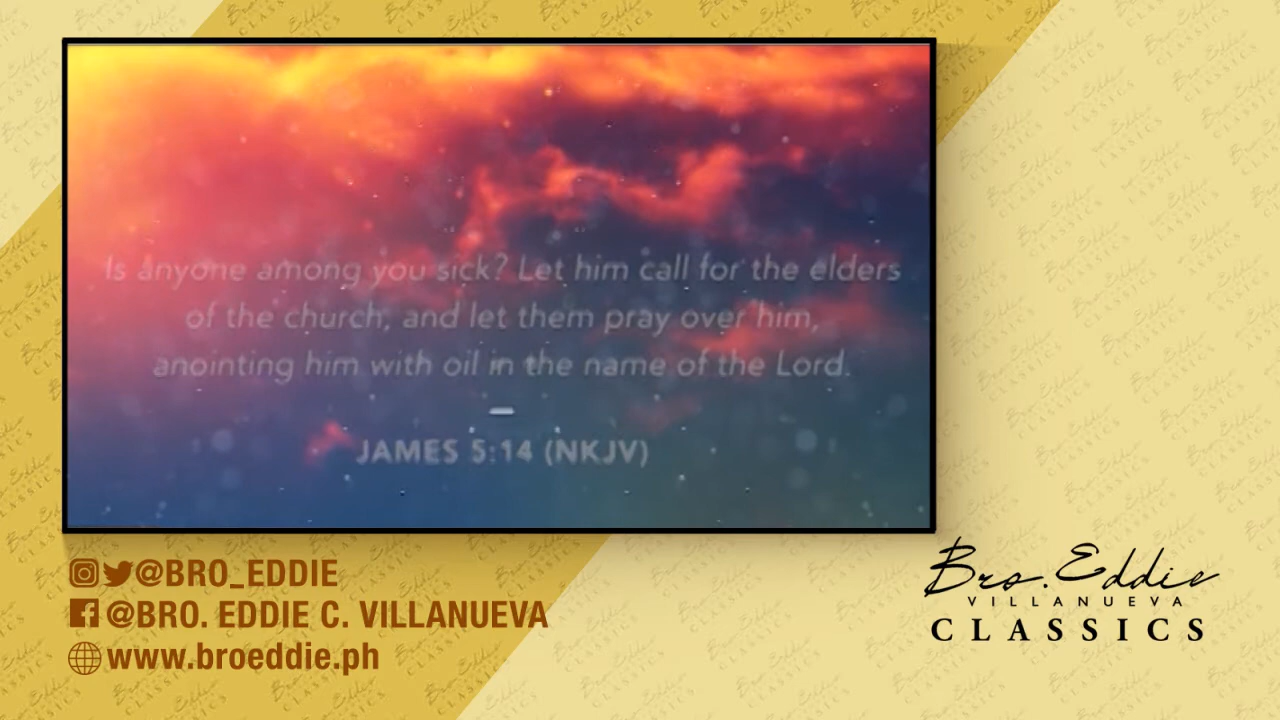 Is anyone among you sick? Let him call for the elders
of the church, and let them pray over him,
anointing him with oil in the name of the Lord.
JAMES 5:14 (NKJV)
@BRO_EDDIE
@BRO. EDDIE C. VILLANUEVA
www.broeddie.ph
Bro. Eddie
VILLANUEVA
CLASSICS